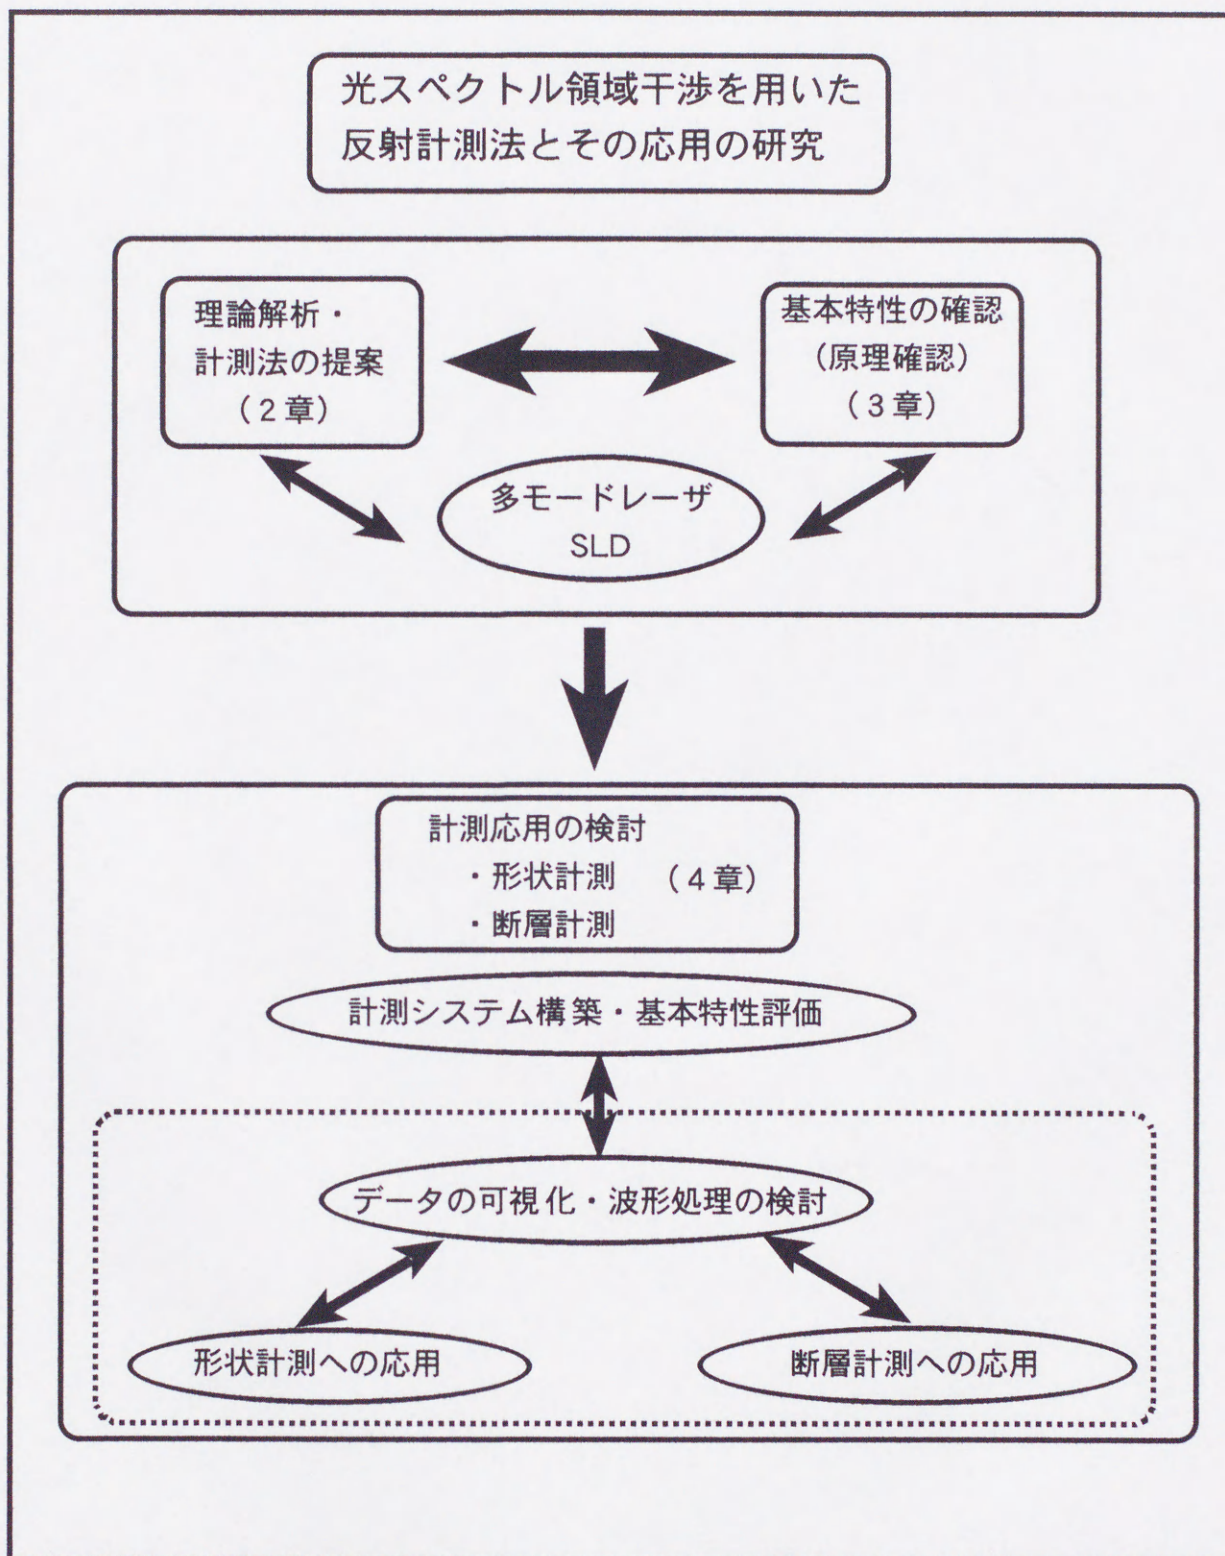 光スペクトル領域干渉を用いた
反射計測法とその応用の研究
理論解析・
計測法の提案
（２章）
基本特性の確認
（原理確認）
（３章）
多モードレーザ
SLD
計測応用の検討
・形状計測　（４章）
・断層計測
計測システム構築・基本特性評価
データの可視化・波形処理の検討
形状計測への応用
断層計測への応用